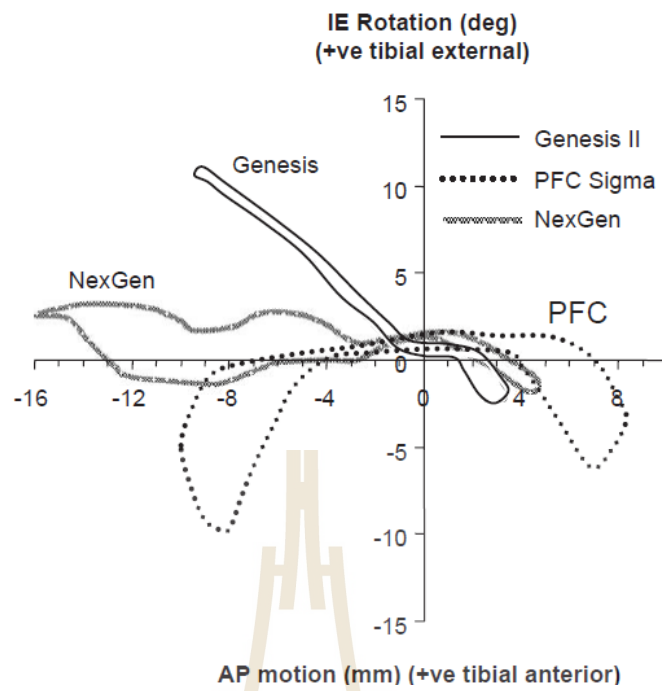 IE Rotation (deg)
(+ve tibial external)
15
Genesis II
Genesis
10
PFC Sigma
NexGen
5
NexGen
PFC
0
-16 -12 -8 -4 0 4 8
-5
-10
-15
AP motion (mm) (+ve tibial anterior)